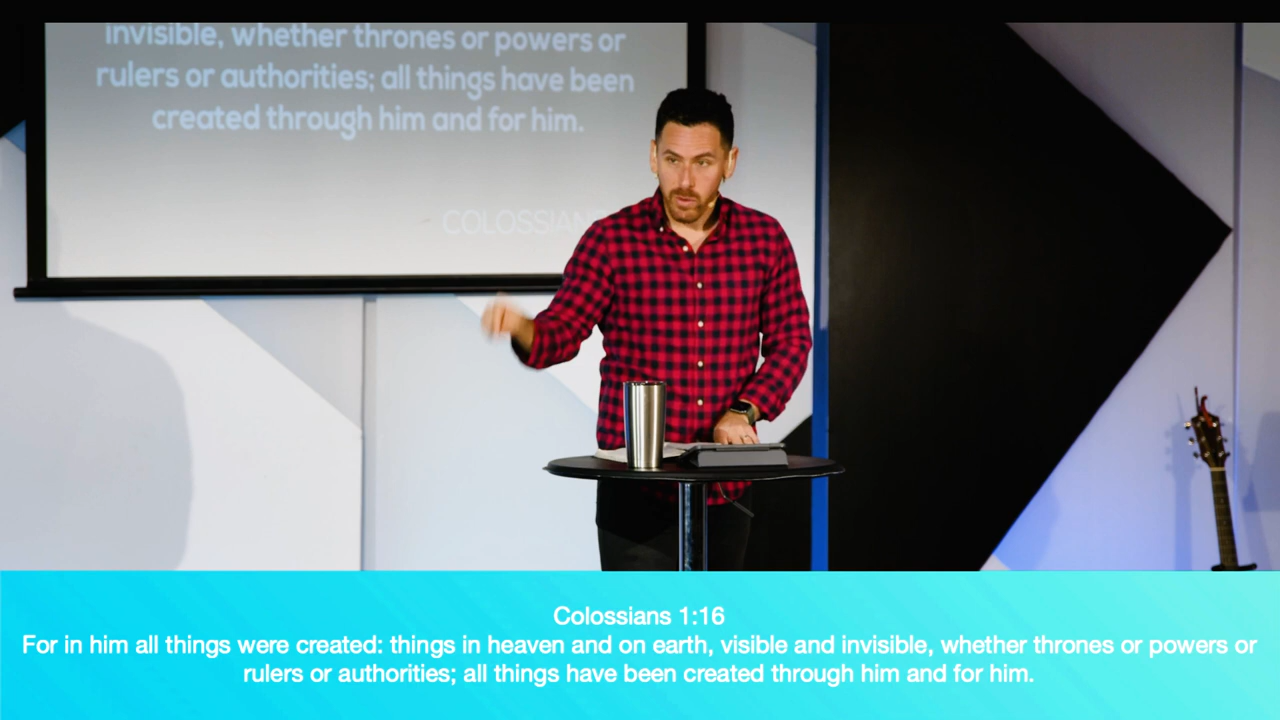 invisible, whether thrones or powers or
rulers or authorities; all things have been
created through him and for him.
Colossians 1:16
For in him all things were created: things in heaven and on earth, visible and invisible, whether thrones or powers or
rulers or authorities; all things have been created through him and for him.